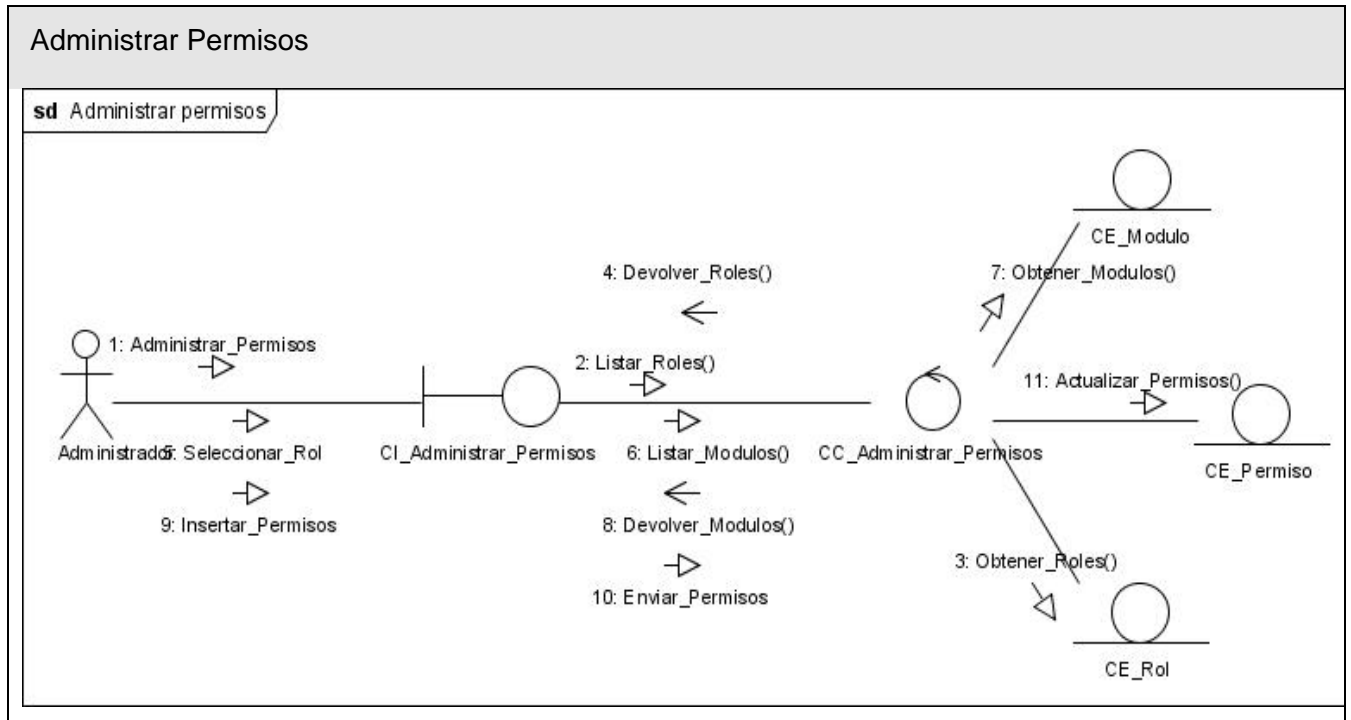 Administrar Permisos
sd Administrar permisos
CE_Modulo
4: Devolver_Roles()
7: Obtener_Modulos()
1: Administrar_Permisos
2: Listar_Roles()
11: Actualizar_Permisos()
Administrador
5: Seleccionar_Rol
CI_Administrar_Permisos
6: Listar_Modulos()
CC_Administrar_Permisos
CE_Permiso
9: Insertar_Permisos
8: Devolver_Modulos()
3: Obtener_Roles()
10: Enviar_Permisos
CE_Rol